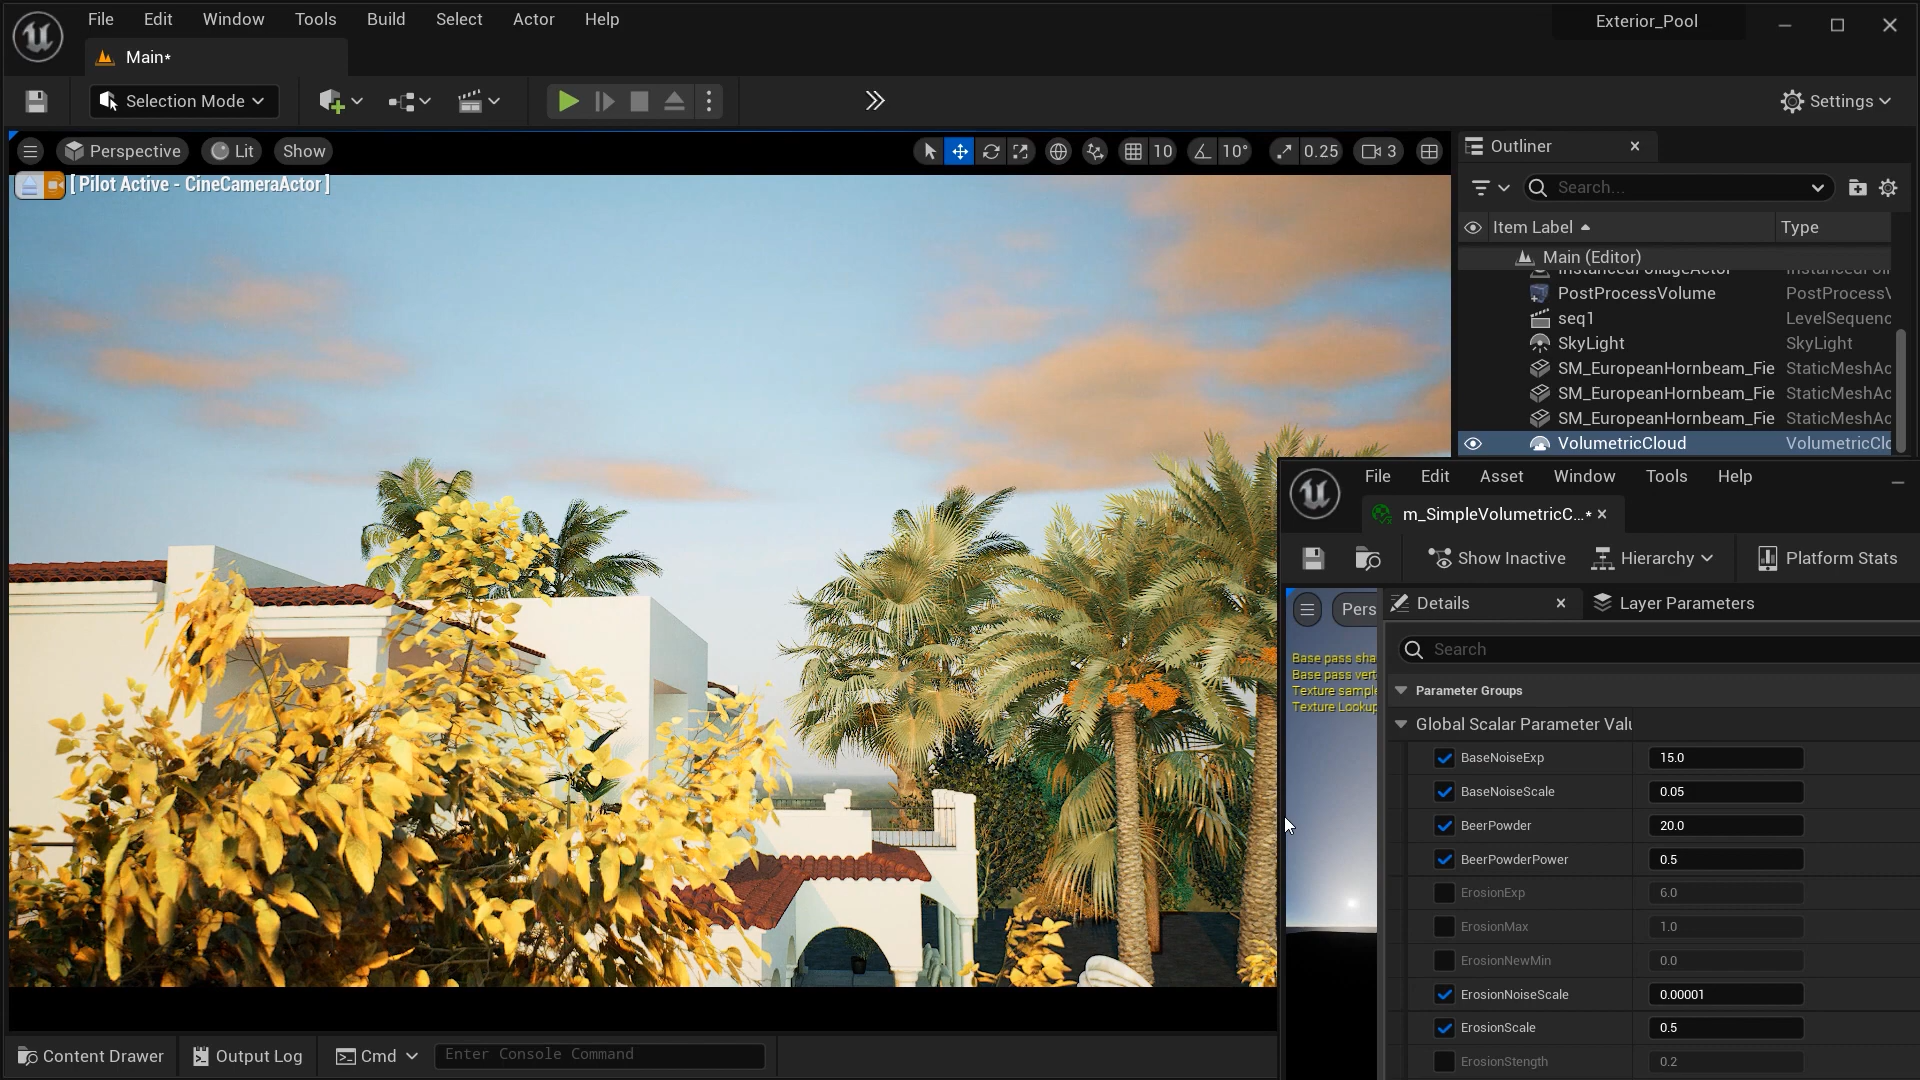 File Edit Window Tools Build Select Actor Help
Exterior_Pool
Main*
Selection Mode
Settings
Perspective Lit Show
10 10° 0.25 3
[ Pilot Active - CineCameraActor ]
Outliner
Search...
Item Label Type
Main (Editor)
InstancedFoliageActor
PostProcessVolume PostProcessV
seq1 LevelSequenc
SkyLight SkyLight
SM_EuropeanHornbeam_Fie StaticMeshAc
SM_EuropeanHornbeam_Fie StaticMeshAc
SM_EuropeanHornbeam_Fie StaticMeshAc
VolumetricCloud VolumetricClo
File Edit Asset Window Tools Help
m_SimpleVolumetricC...*
Show Inactive Hierarchy Platform Stats
Pers
Base pass sha
Base pass vert
Texture sample
Texture Lookup
Details Layer Parameters
Search
Parameter Groups
Global Scalar Parameter Valu
BaseNoiseExp 15.0
BaseNoiseScale 0.05
BeerPowder 20.0
BeerPowderPower 0.5
ErosionExp 6.0
ErosionMax 1.0
ErosionNewMin 0.0
ErosionNoiseScale 0.00001
ErosionScale 0.5
ErosionStength 0.2
Content Drawer Output Log Cmd Enter Console Command